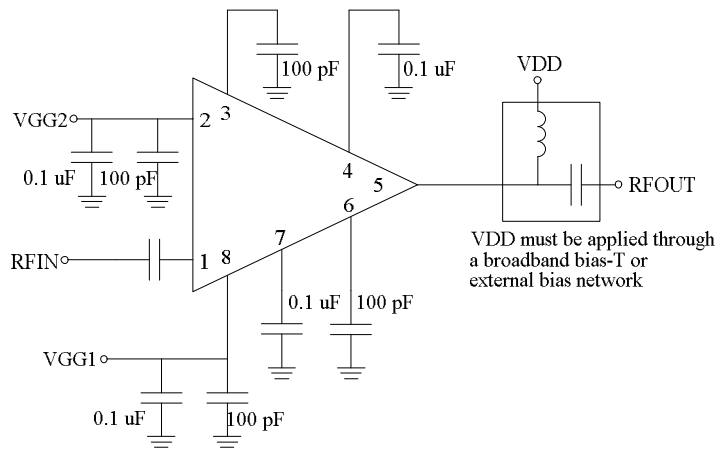 100 pF
0.1 uF
VDD
3
VGG2
2
0.1 uF
100 pF
4
5
RFOUT
6
7
VDD must be applied through
a broadband bias-T or
external bias network
RFIN
1
8
0.1 uF
100 pF
VGG1
0.1 uF
100 pF